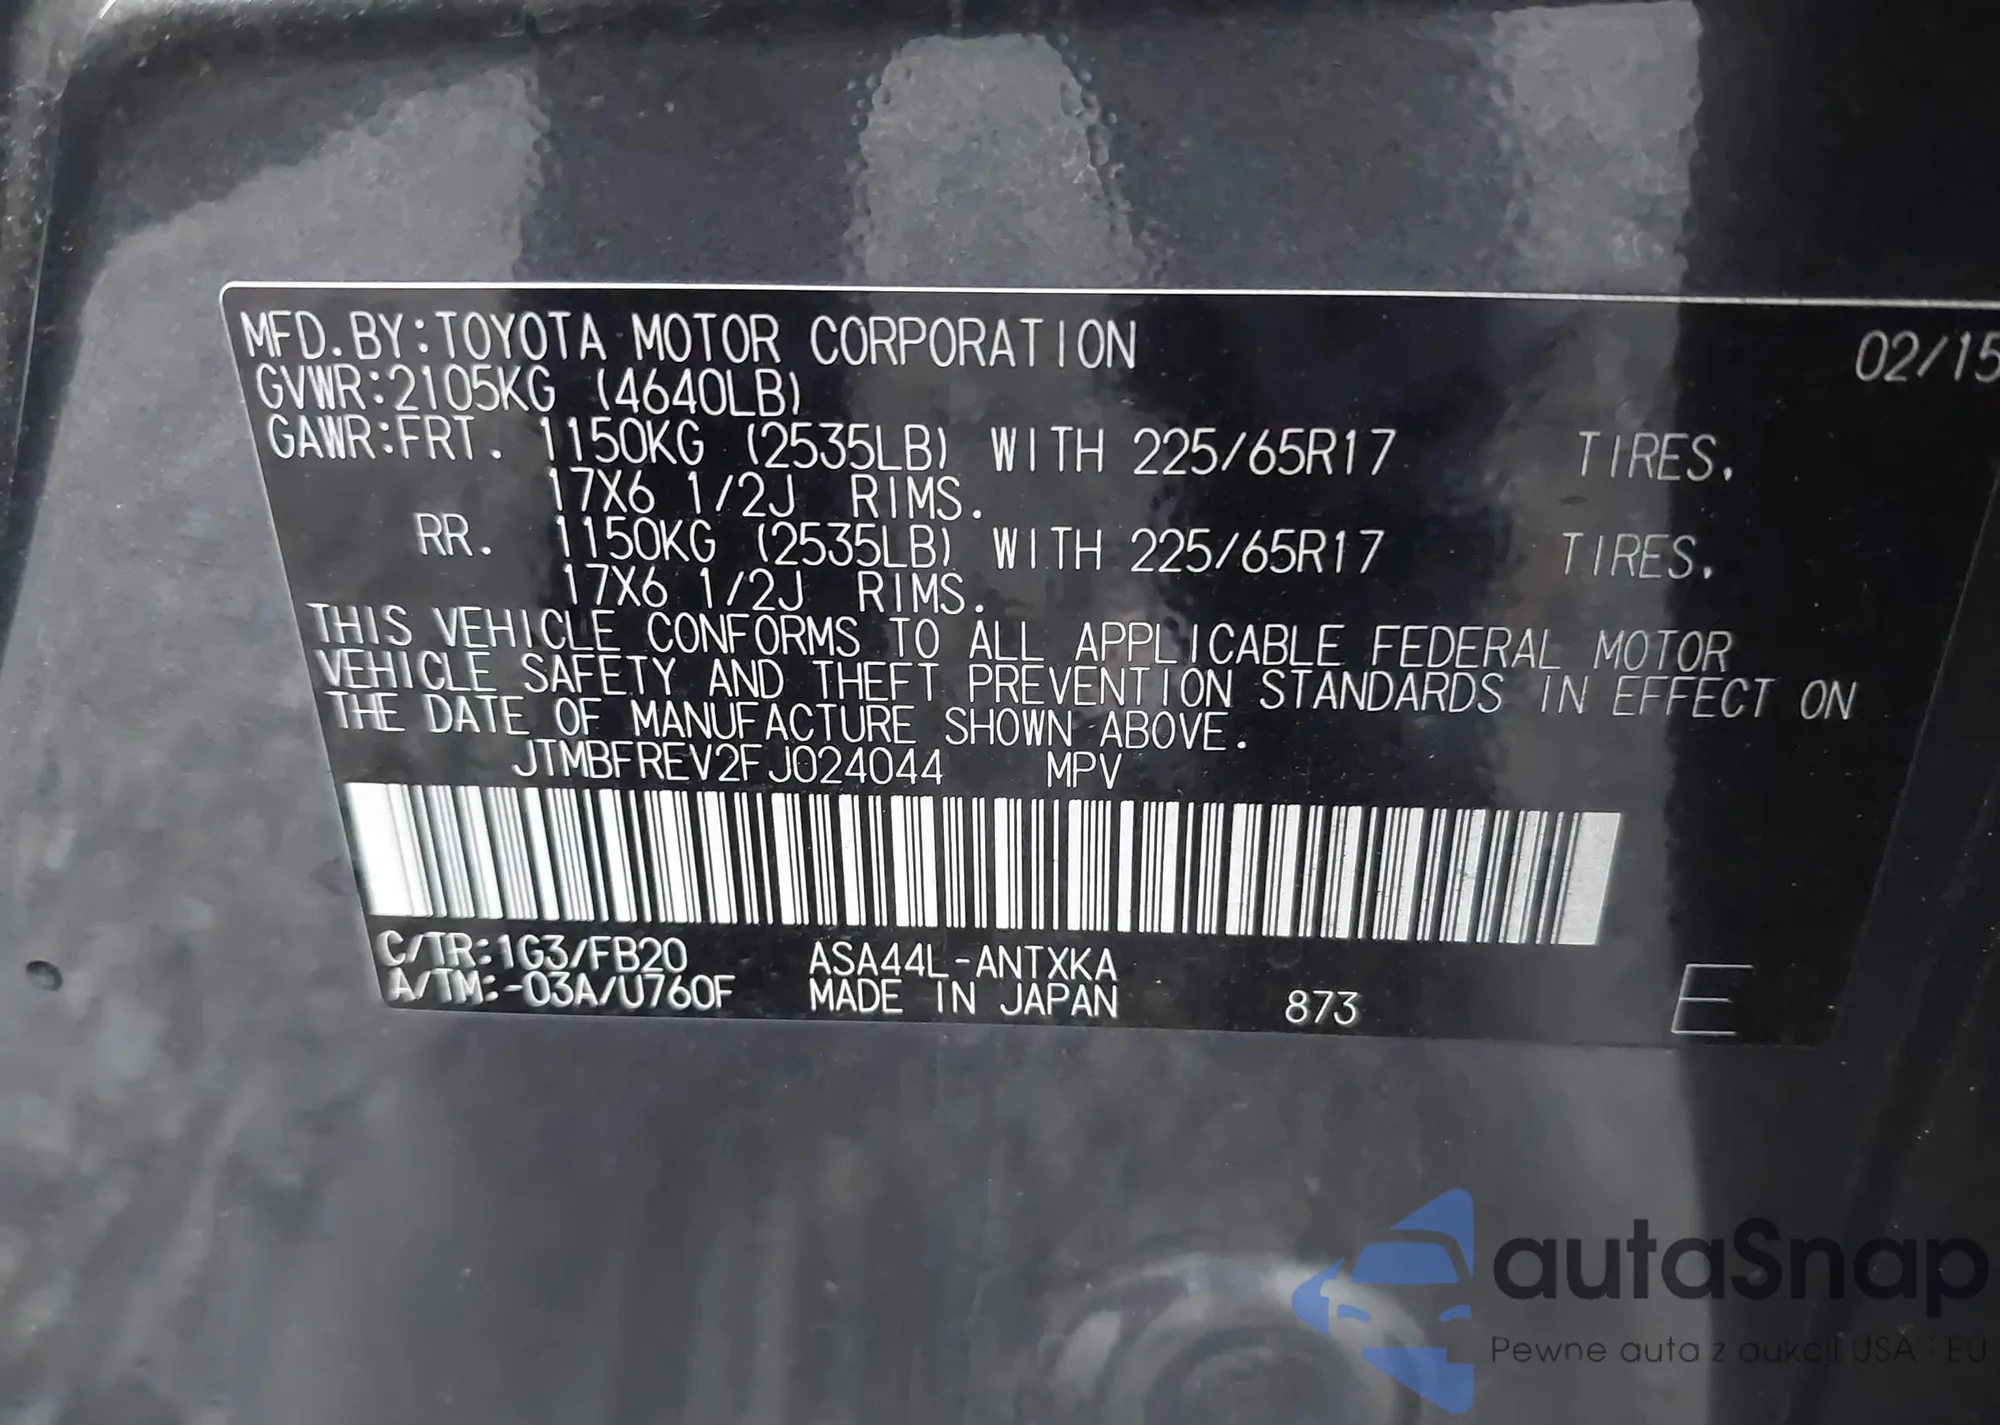 MFD.BY:TOYOTA MOTOR CORPORATION 02/15
GVWR:2105KG (4640LB)
GAWR:FRT. 1150KG (2535LB) WITH 225/65R17 TIRES.
17X6 1/2J RIMS.
RR. 1150KG (2535LB) WITH 225/65R17 TIRES.
17X6 1/2J RIMS.
THIS VEHICLE CONFORMS TO ALL APPLICABLE FEDERAL MOTOR
VEHICLE SAFETY AND THEFT PREVENTION STANDARDS IN EFFECT ON
THE DATE OF MANUFACTURE SHOWN ABOVE.
JTMBFREV2FJ024044 MPV
C/TR:1G3/FB20 ASA44L-ANTXKA
A/TM:-03A/U760F MADE IN JAPAN 873 E
autaSnap
Pewne auta z aukcji USA i EU